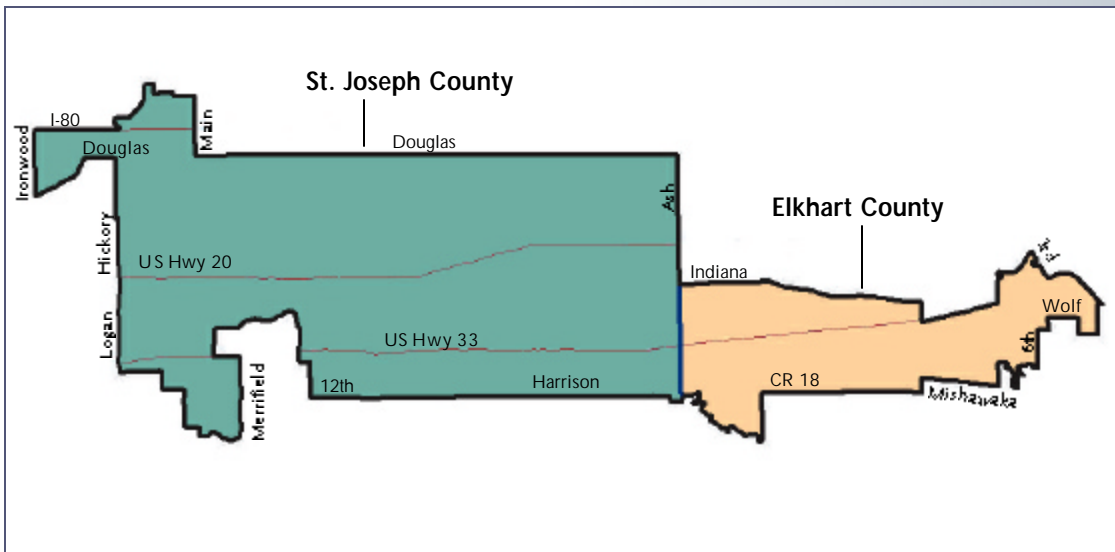 St. Joseph County
I-80
Main
Ironwood
Douglas
Douglas
Ash
Elkhart County
Hickory
US Hwy 20
Indiana
Wolf
Logan
US Hwy 33
6th
Merrifield
12th
Harrison
CR 18
Mishawaka